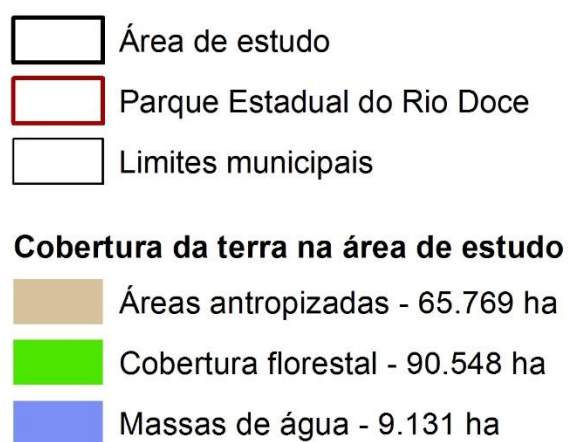 Área de estudo
Parque Estadual do Rio Doce
Limites municipais
Cobertura da terra na área de estudo
Áreas antropizadas - 65.769 ha
Cobertura florestal - 90.548 ha
Massas de água - 9.131 ha